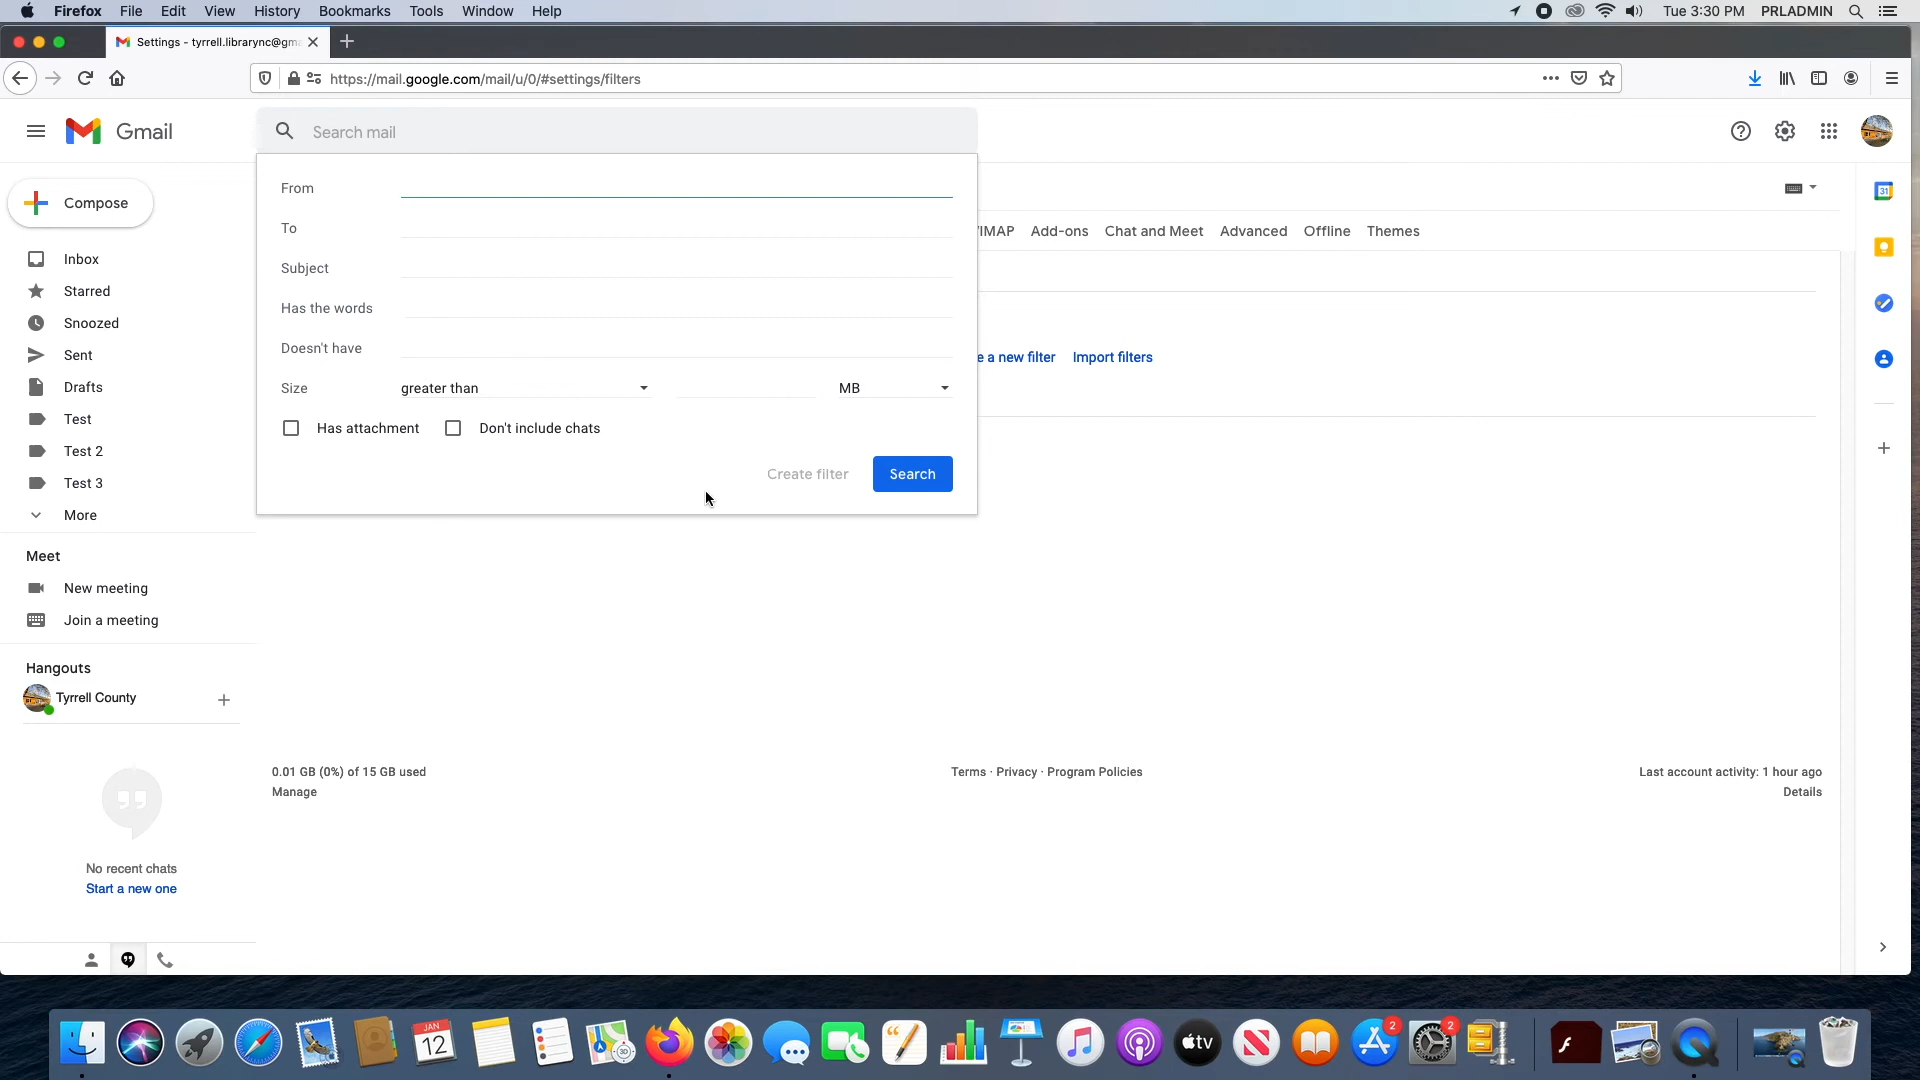 Firefox File Edit View History Bookmarks Tools Window Help Tue 3:30 PM PRLADMIN
Settings - tyrrell.librarync@gm
https://mail.google.com/mail/u/0/#settings/filters
Gmail
Search mail
Compose
Inbox
Starred
Snoozed
Sent
Drafts
Test
Test 2
Test 3
More
Meet
New meeting
Join a meeting
Hangouts
Tyrrell County
No recent chats
Start a new one
From
To
Subject
Has the words
Doesn't have
Size greater than MB
Has attachment Don't include chats
Create filter Search
/IMAP Add-ons Chat and Meet Advanced Offline Themes
e a new filter Import filters
31
0.01 GB (0%) of 15 GB used
Manage
Terms · Privacy · Program Policies
Last account activity: 1 hour ago
Details
JAN
12
3D
tv
2
2